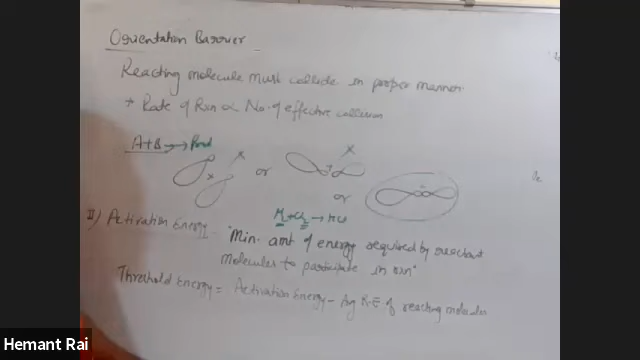 Orientation Barrier
Reacting molecule must collide in proper manner.
* Rate of Rxn ∝ No. of effective collision
A+B → Prod
or
or
H2+Cl2 → HCl
II) Activation Energy - "Min. amt of energy required by reactant
molecules to participate in rxn"
Threshold Energy = Activation Energy - Avg K.E. of reacting molecules
Hemant Rai